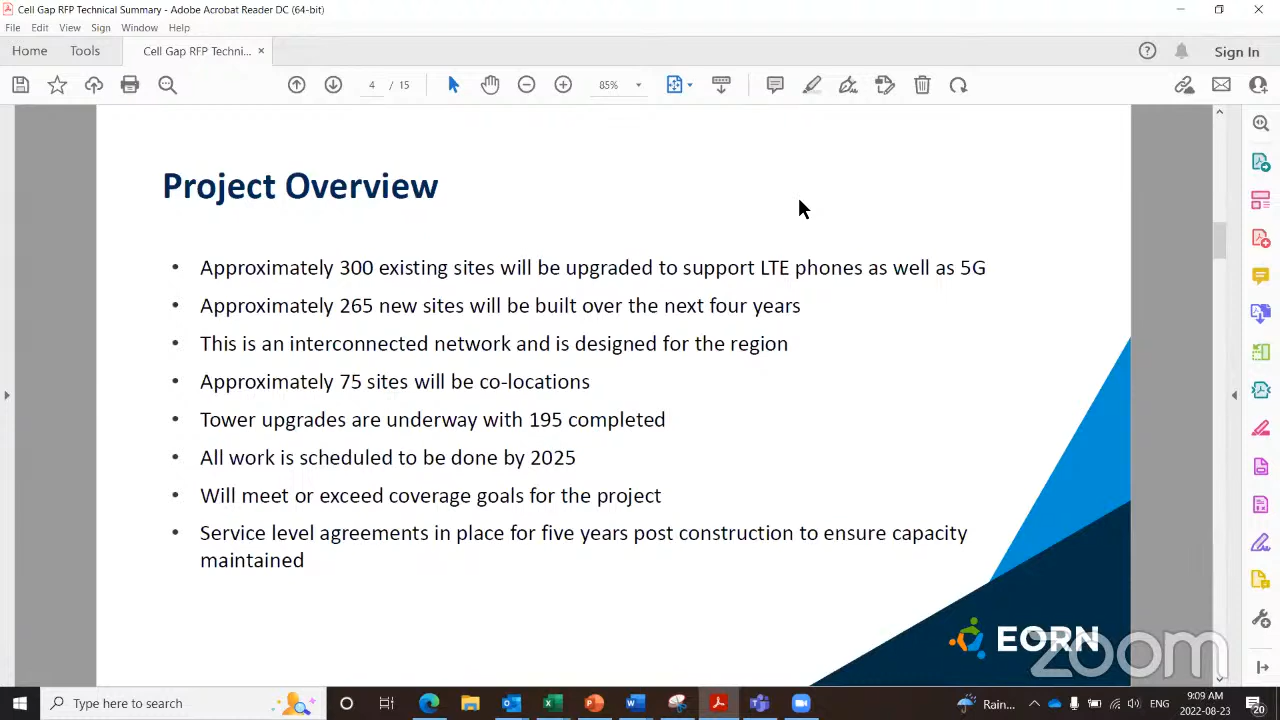 Cell Gap RFP Technical Summary - Adobe Acrobat Reader DC (64-bit)
File Edit View Sign Window Help
Home Tools Cell Gap RFP Techni... × Sign In
4 / 15 85%
Project Overview
• Approximately 300 existing sites will be upgraded to support LTE phones as well as 5G
• Approximately 265 new sites will be built over the next four years
• This is an interconnected network and is designed for the region
• Approximately 75 sites will be co-locations
• Tower upgrades are underway with 195 completed
• All work is scheduled to be done by 2025
• Will meet or exceed coverage goals for the project
• Service level agreements in place for five years post construction to ensure capacity
maintained
EORN
zoom
Type here to search
Rain... ENG 9:09 AM
2022-08-23 20